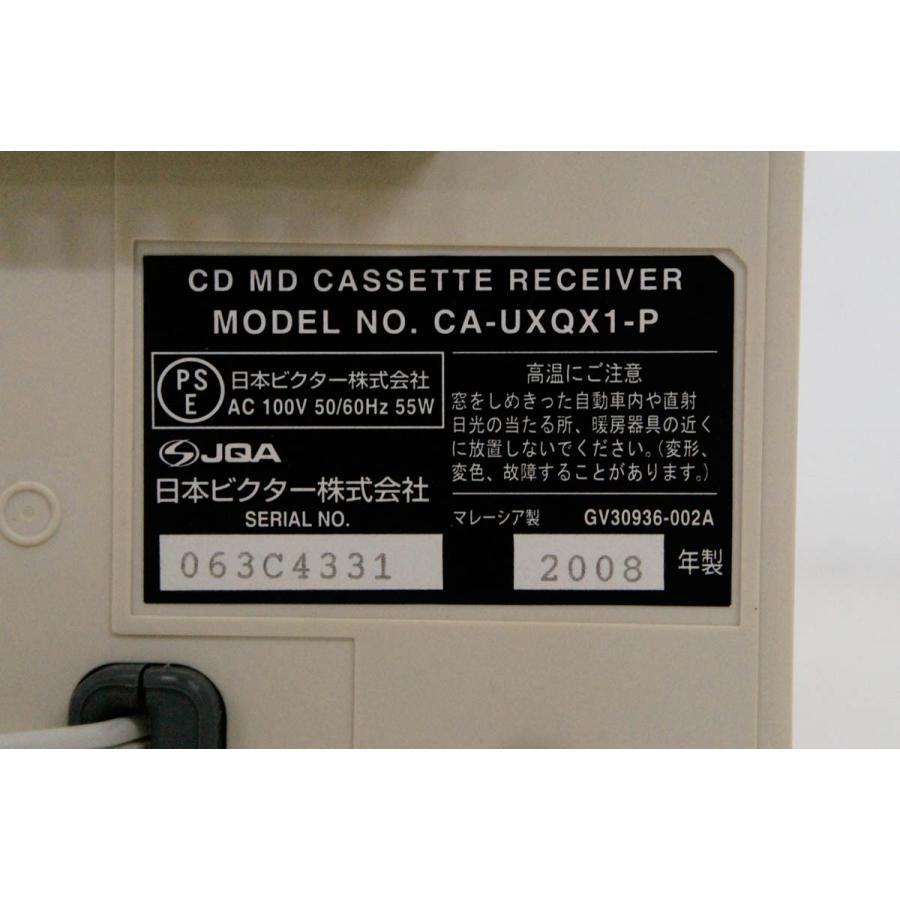 CD MD CASSETTE RECEIVER
MODEL NO. CA-UXQX1-P
PS
E
日本ビクター株式会社
AC 100V 50/60Hz 55W
JQA
日本ビクター株式会社
SERIAL NO.
063C4331
高温にご注意
窓をしめきった自動車内や直射
日光の当たる所、暖房器具の近く
に放置しないでください。(変形、
変色、故障することがあります。)
マレーシア製 GV30936-002A
2008 年製